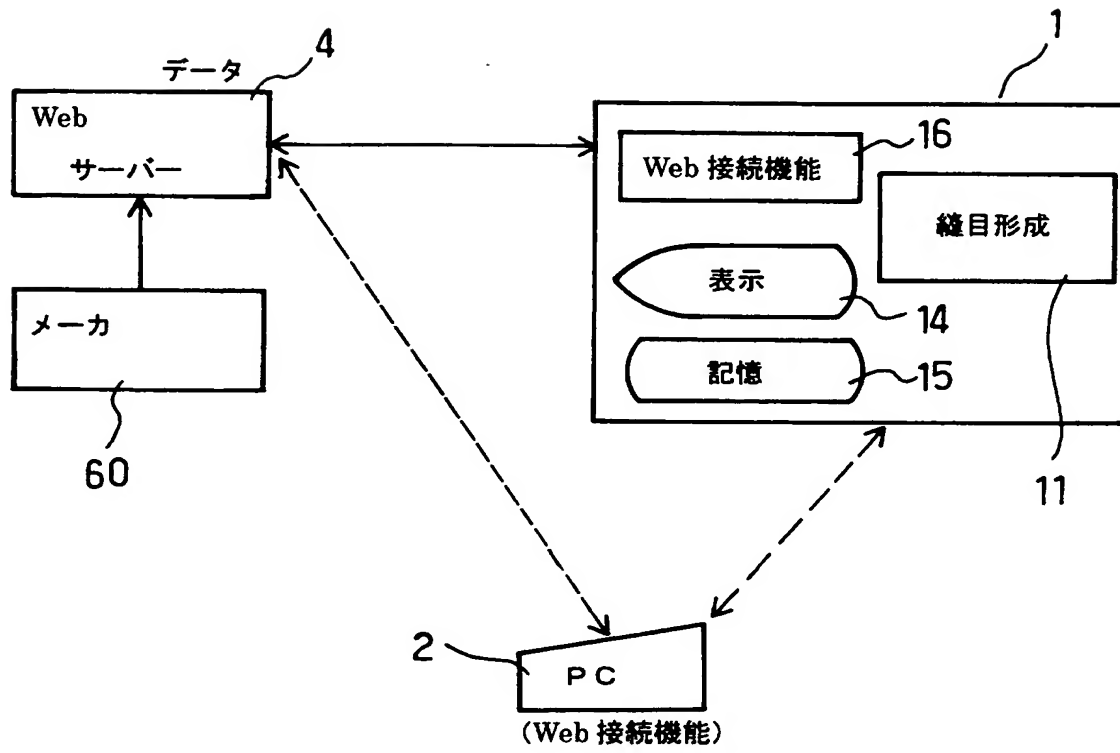 データ
4
Web
サーバー
メーカ
60
1
Web 接続機能
16
縫目形成
11
表示
14
記憶
15
2
PC
(Web 接続機能)